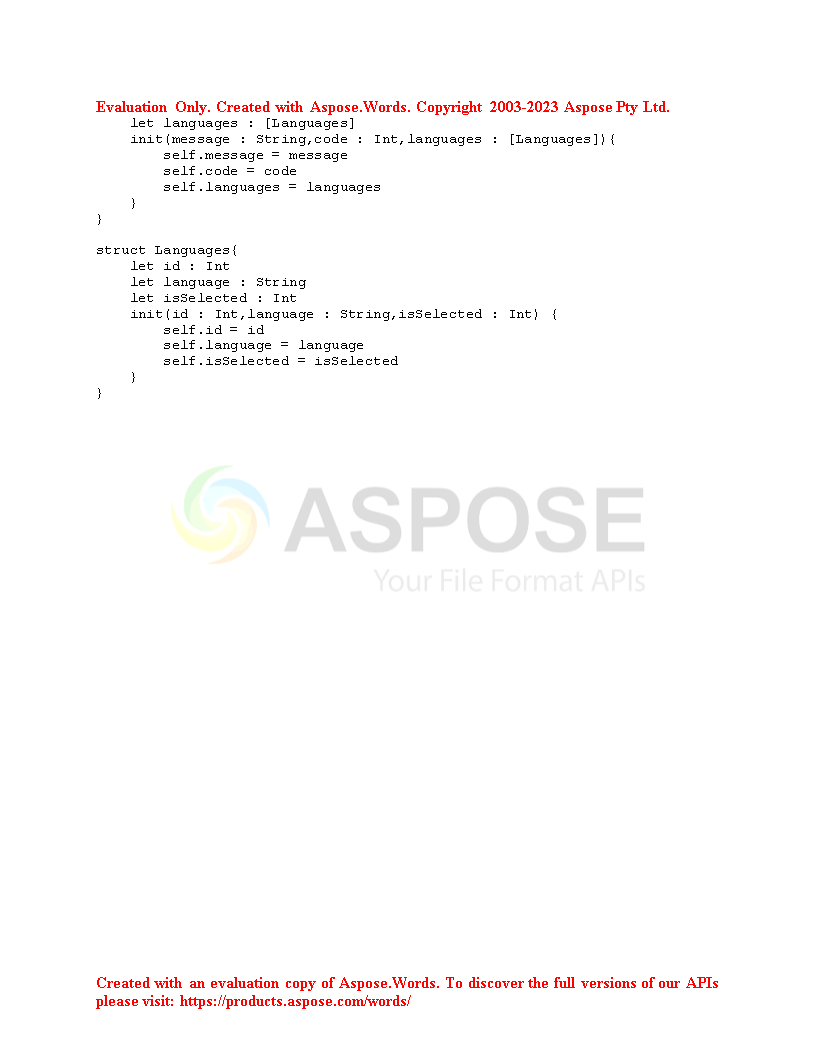 Evaluation Only. Created with Aspose.Words. Copyright 2003-2023 Aspose Pty Ltd.
    let languages : [Languages]
    init(message : String,code : Int,languages : [Languages]){
        self.message = message
        self.code = code
        self.languages = languages
    }
}

struct Languages{
    let id : Int
    let language : String
    let isSelected : Int
    init(id : Int,language : String,isSelected : Int) {
        self.id = id
        self.language = language
        self.isSelected = isSelected
    }
}
ASPOSE
Your File Format APIs
Created with an evaluation copy of Aspose.Words. To discover the full versions of our APIs
please visit: https://products.aspose.com/words/